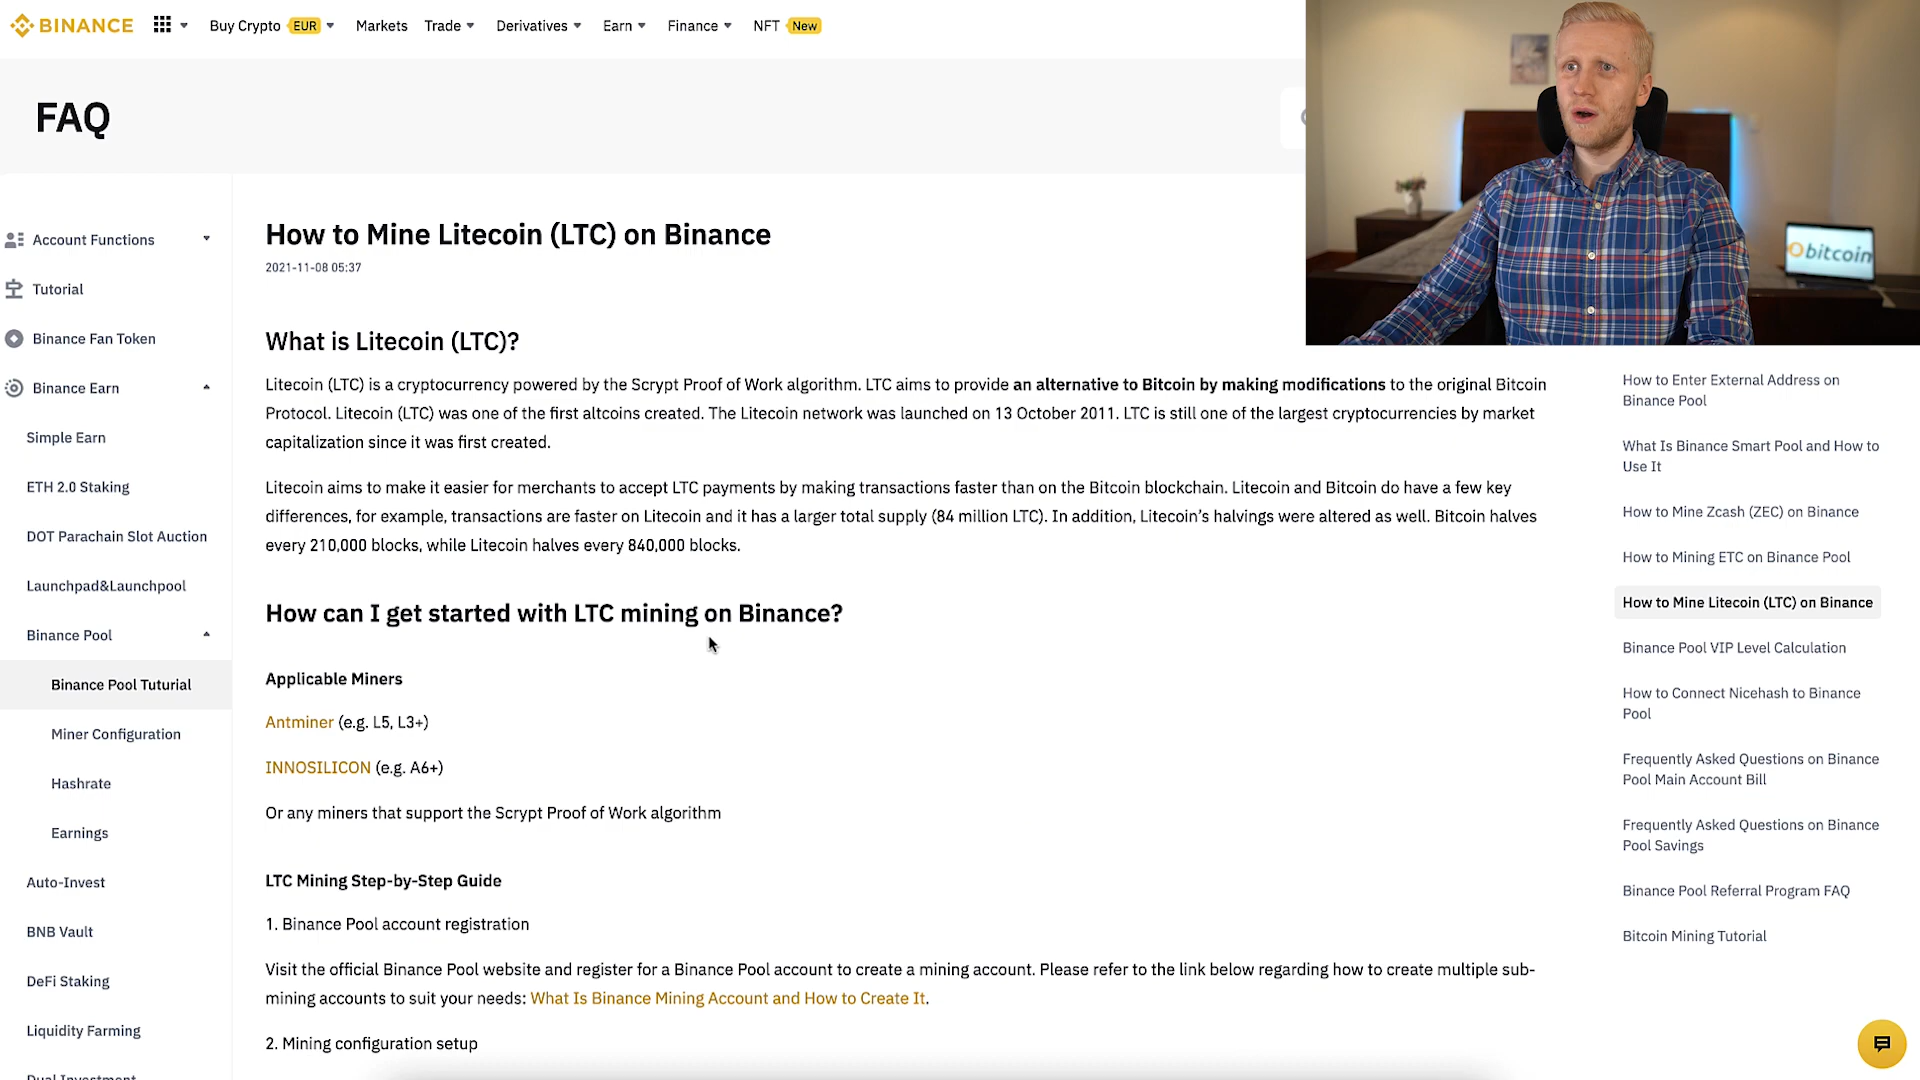 BINANCE
Buy Crypto EUR
Markets
Trade
Derivatives
Earn
Finance
NFT New
FAQ
bitcoin
Account Functions
Tutorial
Binance Fan Token
Binance Earn
Simple Earn
ETH 2.0 Staking
DOT Parachain Slot Auction
Launchpad&Launchpool
Binance Pool
Binance Pool Tuturial
Miner Configuration
Hashrate
Earnings
Auto-Invest
BNB Vault
DeFi Staking
Liquidity Farming
Dual Investment
How to Mine Litecoin (LTC) on Binance
2021-11-08 05:37
What is Litecoin (LTC)?
Litecoin (LTC) is a cryptocurrency powered by the Scrypt Proof of Work algorithm. LTC aims to provide an alternative to Bitcoin by making modifications to the original Bitcoin
Protocol. Litecoin (LTC) was one of the first altcoins created. The Litecoin network was launched on 13 October 2011. LTC is still one of the largest cryptocurrencies by market
capitalization since it was first created.
Litecoin aims to make it easier for merchants to accept LTC payments by making transactions faster than on the Bitcoin blockchain. Litecoin and Bitcoin do have a few key
differences, for example, transactions are faster on Litecoin and it has a larger total supply (84 million LTC). In addition, Litecoin's halvings were altered as well. Bitcoin halves
every 210,000 blocks, while Litecoin halves every 840,000 blocks.
How can I get started with LTC mining on Binance?
Applicable Miners
Antminer (e.g. L5, L3+)
INNOSILICON (e.g. A6+)
Or any miners that support the Scrypt Proof of Work algorithm
LTC Mining Step-by-Step Guide
1. Binance Pool account registration
Visit the official Binance Pool website and register for a Binance Pool account to create a mining account. Please refer to the link below regarding how to create multiple sub-
mining accounts to suit your needs: What Is Binance Mining Account and How to Create It.
2. Mining configuration setup
How to Enter External Address on
Binance Pool
What Is Binance Smart Pool and How to
Use It
How to Mine Zcash (ZEC) on Binance
How to Mining ETC on Binance Pool
How to Mine Litecoin (LTC) on Binance
Binance Pool VIP Level Calculation
How to Connect Nicehash to Binance
Pool
Frequently Asked Questions on Binance
Pool Main Account Bill
Frequently Asked Questions on Binance
Pool Savings
Binance Pool Referral Program FAQ
Bitcoin Mining Tutorial